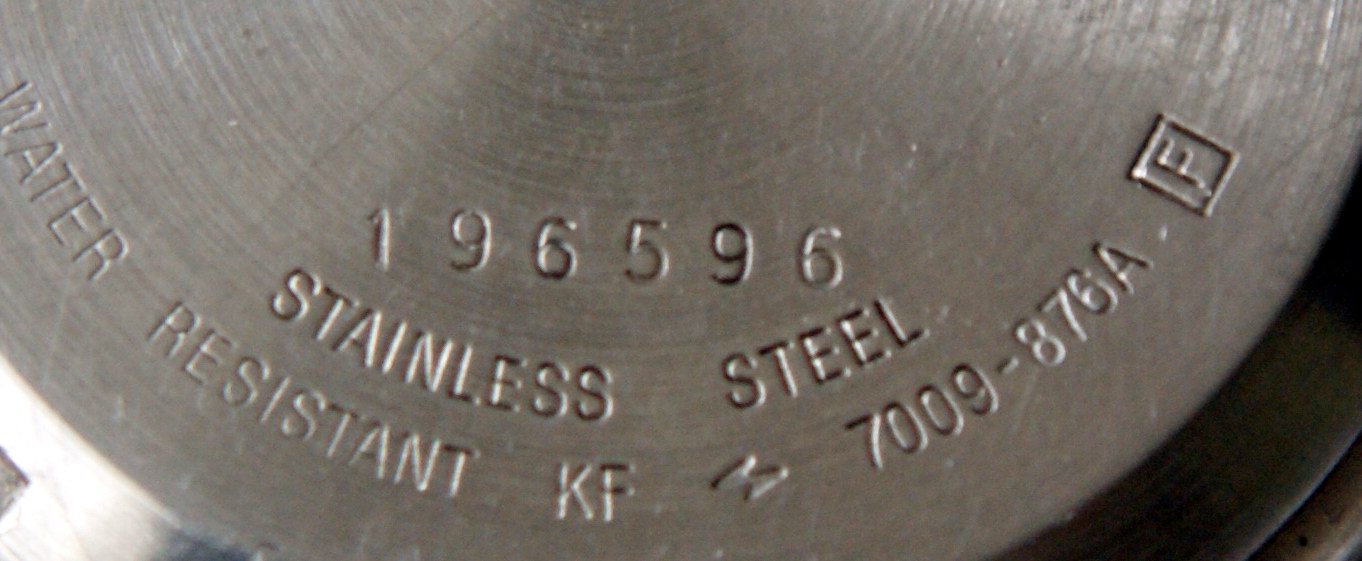 196596
STAINLESS STEEL
WATER RESISTANT KF 7009-876A F